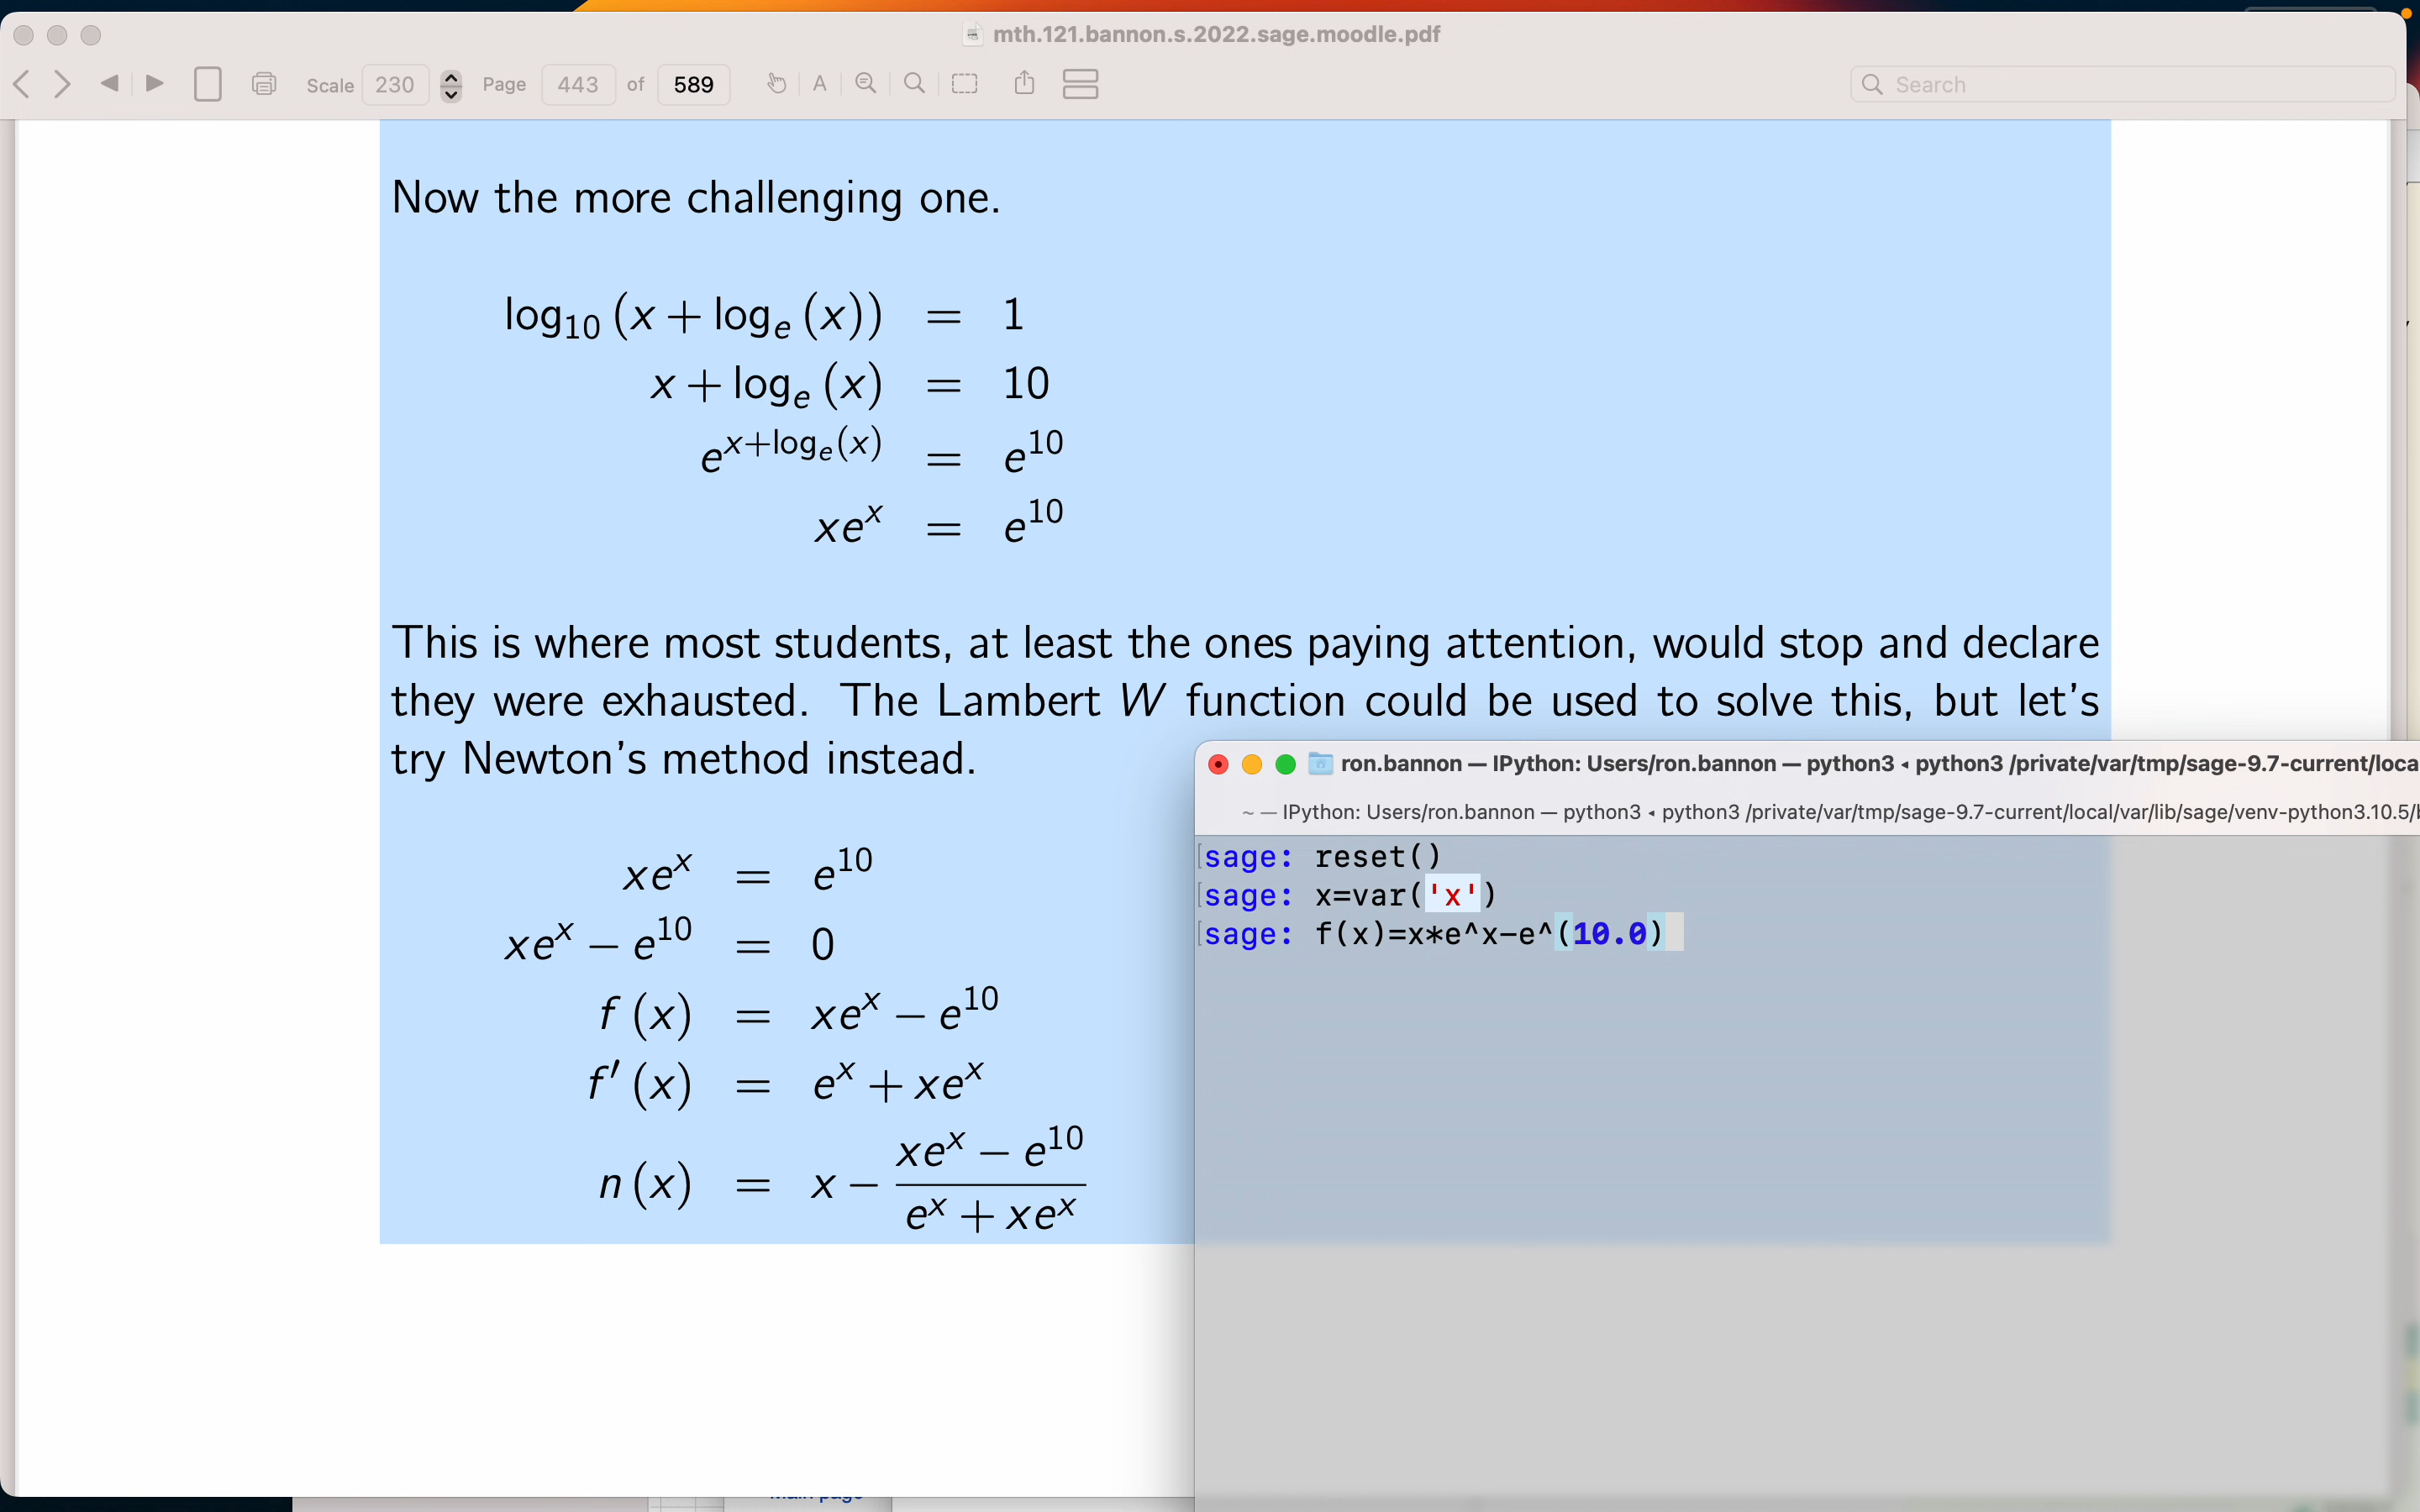 mth.121.bannon.s.2022.sage.moodle.pdf
Scale 230 Page 443 of 589 A Search
Now the more challenging one.
log₁₀ (x + logₑ (x)) = 1
x + logₑ (x) = 10
e^{x+logₑ(x)} = e^{10}
xe^x = e^{10}
This is where most students, at least the ones paying attention, would stop and declare
they were exhausted. The Lambert W function could be used to solve this, but let's
try Newton's method instead.
xe^x = e^{10}
xe^x − e^{10} = 0
f (x) = xe^x − e^{10}
f′ (x) = e^x + xe^x
n (x) = x − \frac{xe^x − e^{10}}{e^x + xe^x}
ron.bannon — IPython: Users/ron.bannon — python3 ◂ python3 /private/var/tmp/sage-9.7-current/loca
~ — IPython: Users/ron.bannon — python3 ◂ python3 /private/var/tmp/sage-9.7-current/local/var/lib/sage/venv-python3.10.5/
[sage: reset()
[sage: x=var('x')
[sage: f(x)=x*e^x-e^(10.0)